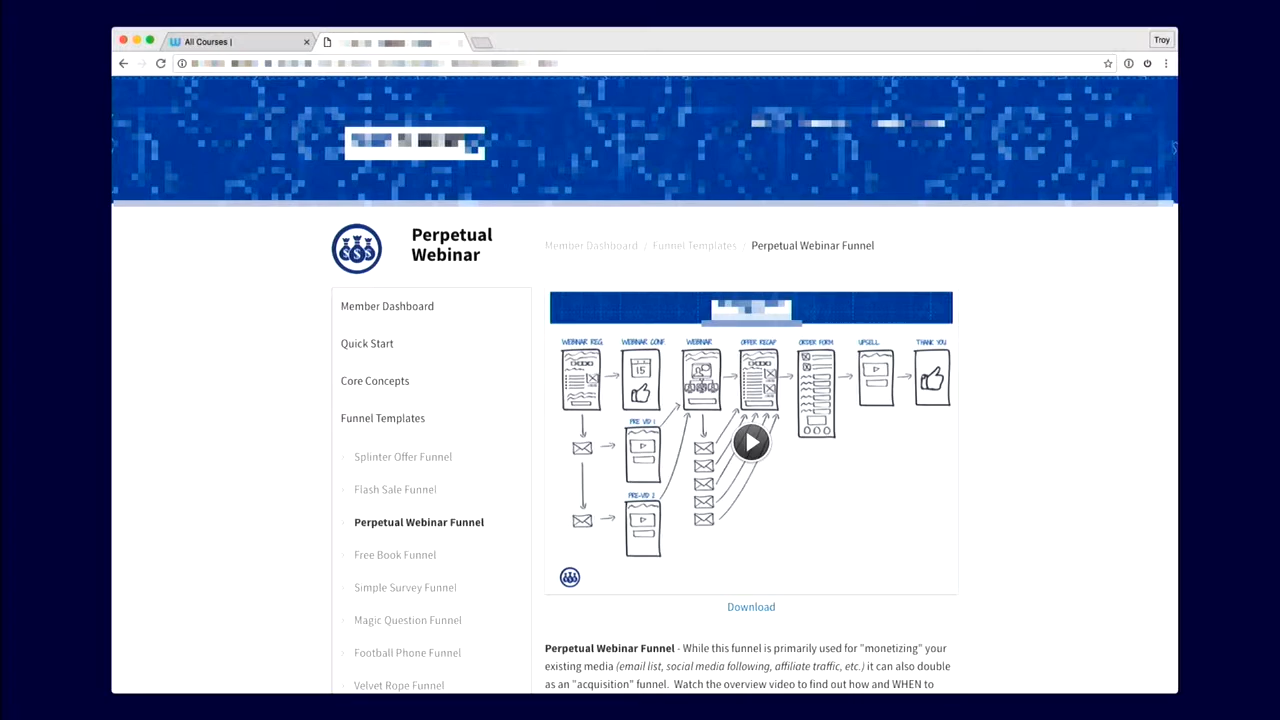 All Courses |
Troy
Perpetual
Webinar
Member Dashboard / Funnel Templates / Perpetual Webinar Funnel
Member Dashboard
Quick Start
Core Concepts
Funnel Templates
Splinter Offer Funnel
Flash Sale Funnel
Perpetual Webinar Funnel
Free Book Funnel
Simple Survey Funnel
Magic Question Funnel
Football Phone Funnel
Velvet Rope Funnel
WEBINAR REG.
WEBINAR CONF.
WEBINAR
OFFER RECAP
ORDER FORM
UPSELL
THANK YOU
15
PRE VID 1
PRE-VID 2
Download
Perpetual Webinar Funnel - While this funnel is primarily used for "monetizing" your
existing media (email list, social media following, affiliate traffic, etc.) it can also double
as an "acquisition" funnel. Watch the overview video to find out how and WHEN to